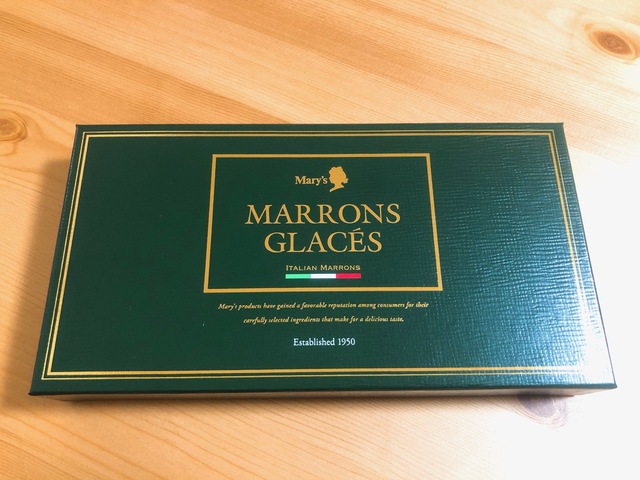 Mary's
MARRONS
GLACÉS
ITALIAN MARRONS
Mary's products have gained a favorable reputation among consumers for their
carefully selected ingredients that make for a delicious taste.
Established 1950